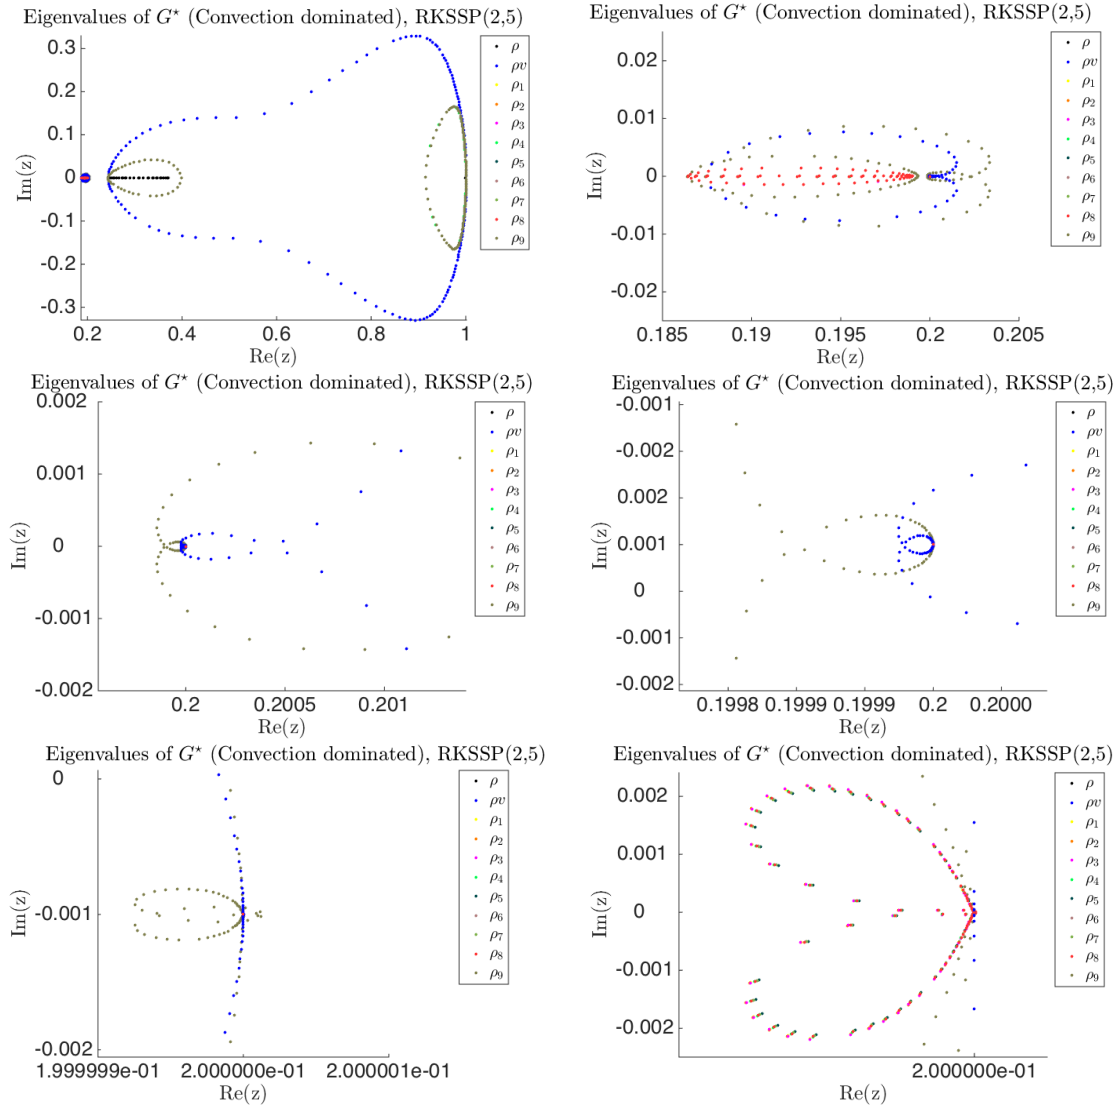 Eigenvalues of G⋆ (Convection dominated), RKSSP(2,5)
0.3
0.2
0.1
0
-0.1
-0.2
-0.3
Im(z)
0.2
0.4
0.6
0.8
1
Re(z)
ρ
ρv
ρ1
ρ2
ρ3
ρ4
ρ5
ρ6
ρ7
ρ8
ρ9
Eigenvalues of G⋆ (Convection dominated), RKSSP(2,5)
0.02
0.01
0
-0.01
-0.02
Im(z)
0.185
0.19
0.195
0.2
0.205
Re(z)
ρ
ρv
ρ1
ρ2
ρ3
ρ4
ρ5
ρ6
ρ7
ρ8
ρ9
Eigenvalues of G⋆ (Convection dominated), RKSSP(2,5)
0.002
0.001
0
-0.001
-0.002
Im(z)
0.2
0.2005
0.201
Re(z)
ρ
ρv
ρ1
ρ2
ρ3
ρ4
ρ5
ρ6
ρ7
ρ8
ρ9
Eigenvalues of G⋆ (Convection dominated), RKSSP(2,5)
-0.001
-0.002
0.002
0.001
0
-0.001
-0.002
Im(z)
0.1998
0.1999
0.1999
0.2
0.2000
Re(z)
ρ
ρv
ρ1
ρ2
ρ3
ρ4
ρ5
ρ6
ρ7
ρ8
ρ9
Eigenvalues of G⋆ (Convection dominated), RKSSP(2,5)
0
-0.001
-0.002
Im(z)
1.999999e-01
2.000000e-01
2.000001e-01
Re(z)
ρ
ρv
ρ1
ρ2
ρ3
ρ4
ρ5
ρ6
ρ7
ρ8
ρ9
Eigenvalues of G⋆ (Convection dominated), RKSSP(2,5)
0.002
0.001
0
-0.001
-0.002
Im(z)
2.000000e-01
Re(z)
ρ
ρv
ρ1
ρ2
ρ3
ρ4
ρ5
ρ6
ρ7
ρ8
ρ9